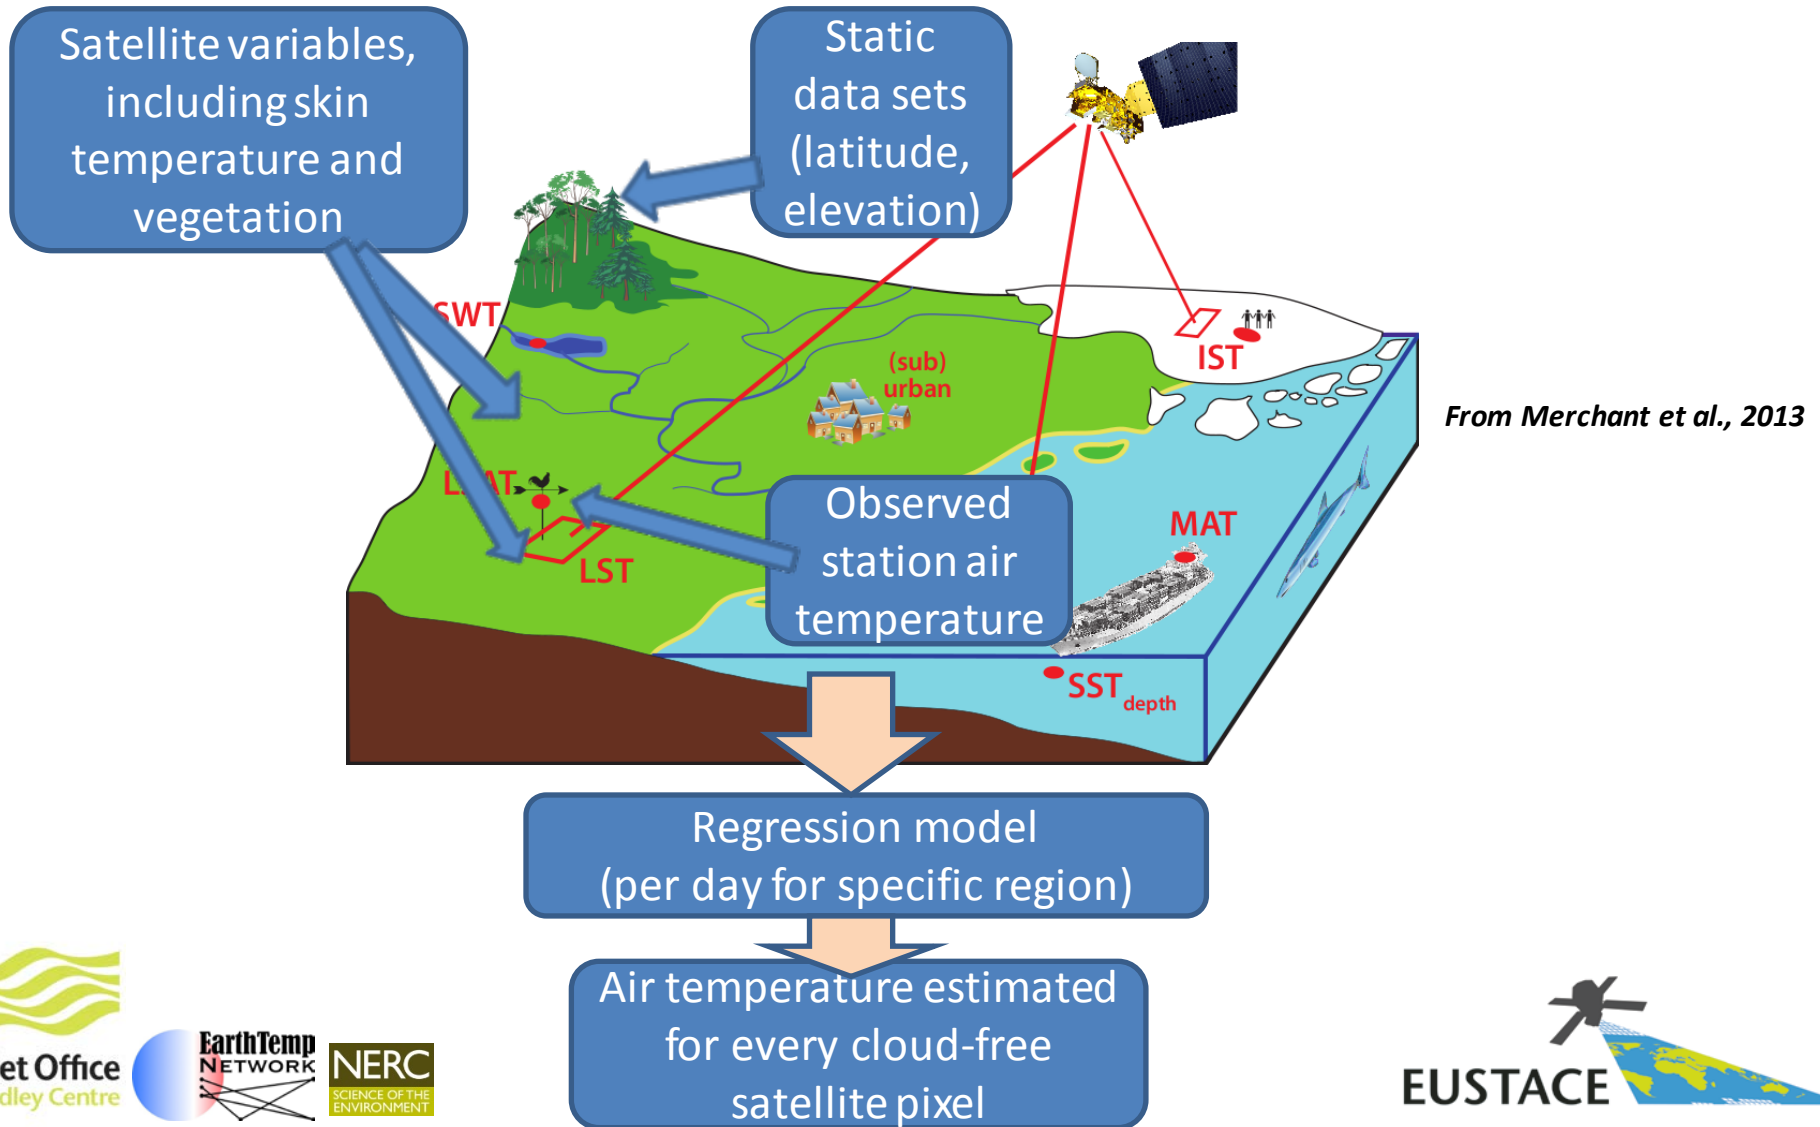 Satellite variables,
including skin
temperature and
vegetation
Static
data sets
(latitude,
elevation)
SWT
(sub)
urban
IST
From Merchant et al., 2013
LST
Observed
station air
temperature
MAT
SST depth
Regression model
(per day for specific region)
Air temperature estimated
for every cloud-free
satellite pixel
et Office
dley Centre
EarthTemp
NETWORK
NERC
SCIENCE OF THE
ENVIRONMENT
EUSTACE